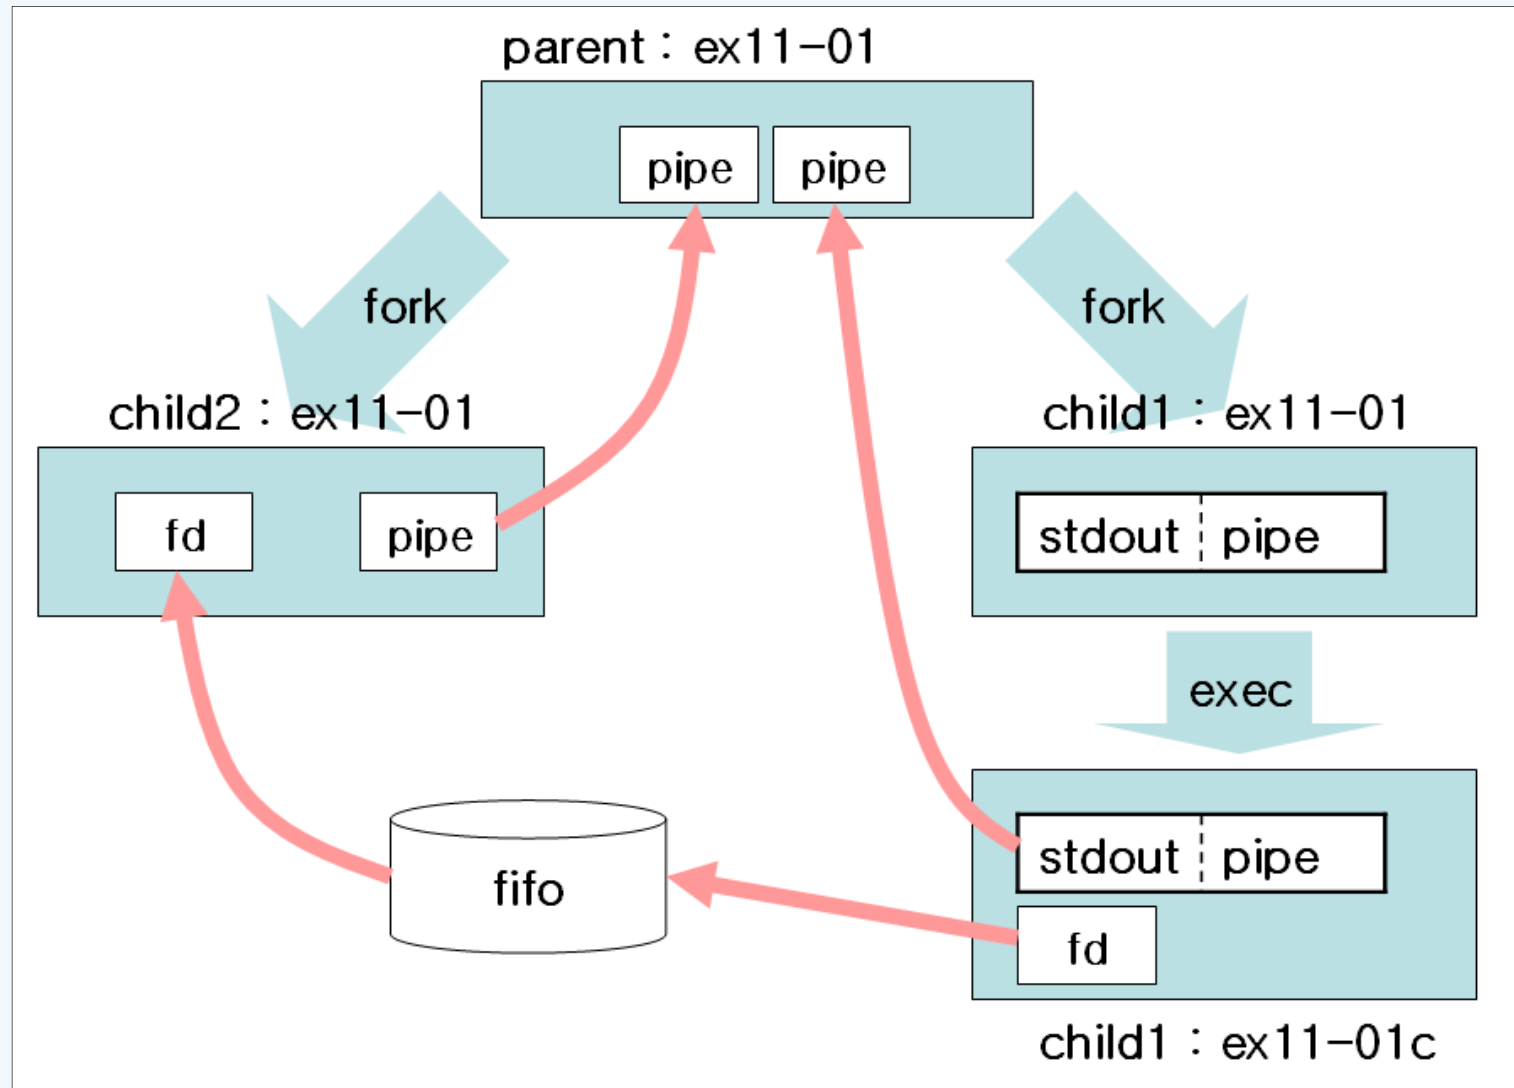 parent : ex11-01
pipe pipe
fork fork
child2 : ex11-01 child1 : ex11-01
fd pipe stdout pipe
exec
stdout pipe
fifo
fd
child1 : ex11-01c